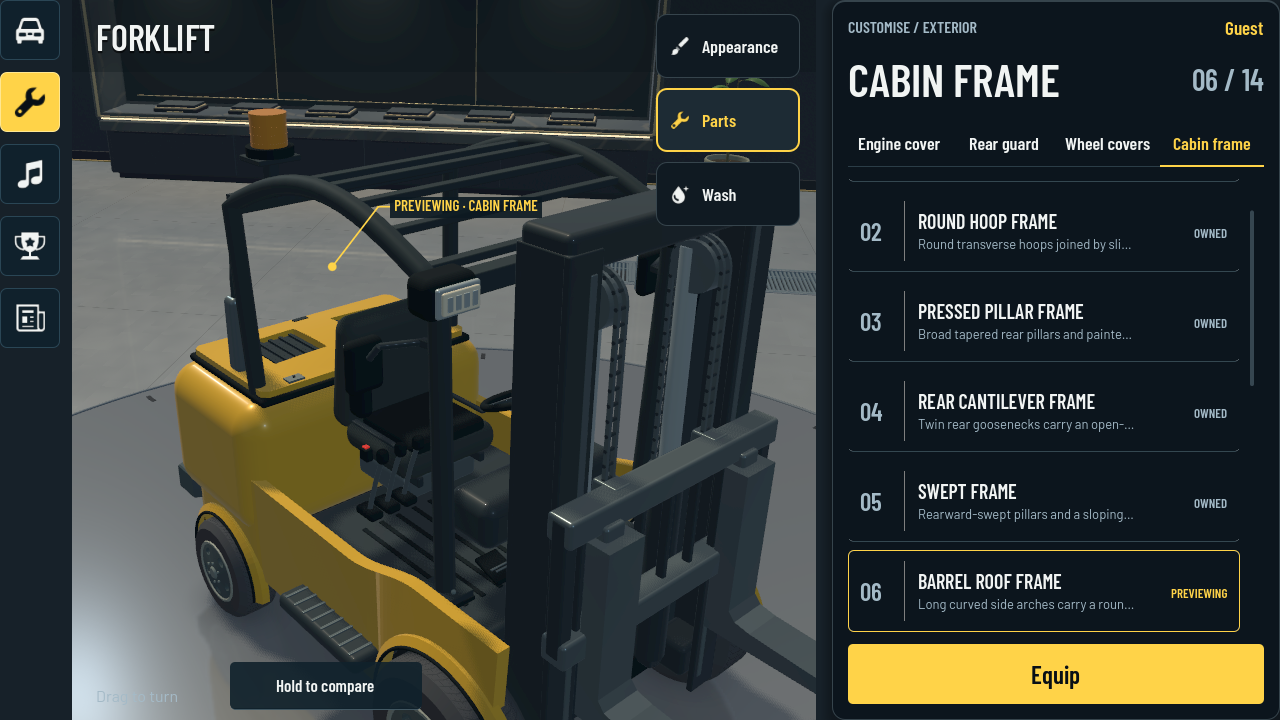 FORKLIFT
Appearance
Parts
Wash
PREVIEWING · CABIN FRAME
Drag to turn
Hold to compare
CUSTOMISE / EXTERIOR
Guest
CABIN FRAME
06 / 14
Engine cover
Rear guard
Wheel covers
Cabin frame
02
ROUND HOOP FRAME
Round transverse hoops joined by sli...
OWNED
03
PRESSED PILLAR FRAME
Broad tapered rear pillars and painte...
OWNED
04
REAR CANTILEVER FRAME
Twin rear goosenecks carry an open-...
OWNED
05
SWEPT FRAME
Rearward-swept pillars and a sloping...
OWNED
06
BARREL ROOF FRAME
Long curved side arches carry a roun...
PREVIEWING
Equip